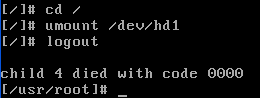 [/]# cd /
[/]# umount /dev/hd1
[/]# logout
child 4 died with code 0000
[/usr/root]# _